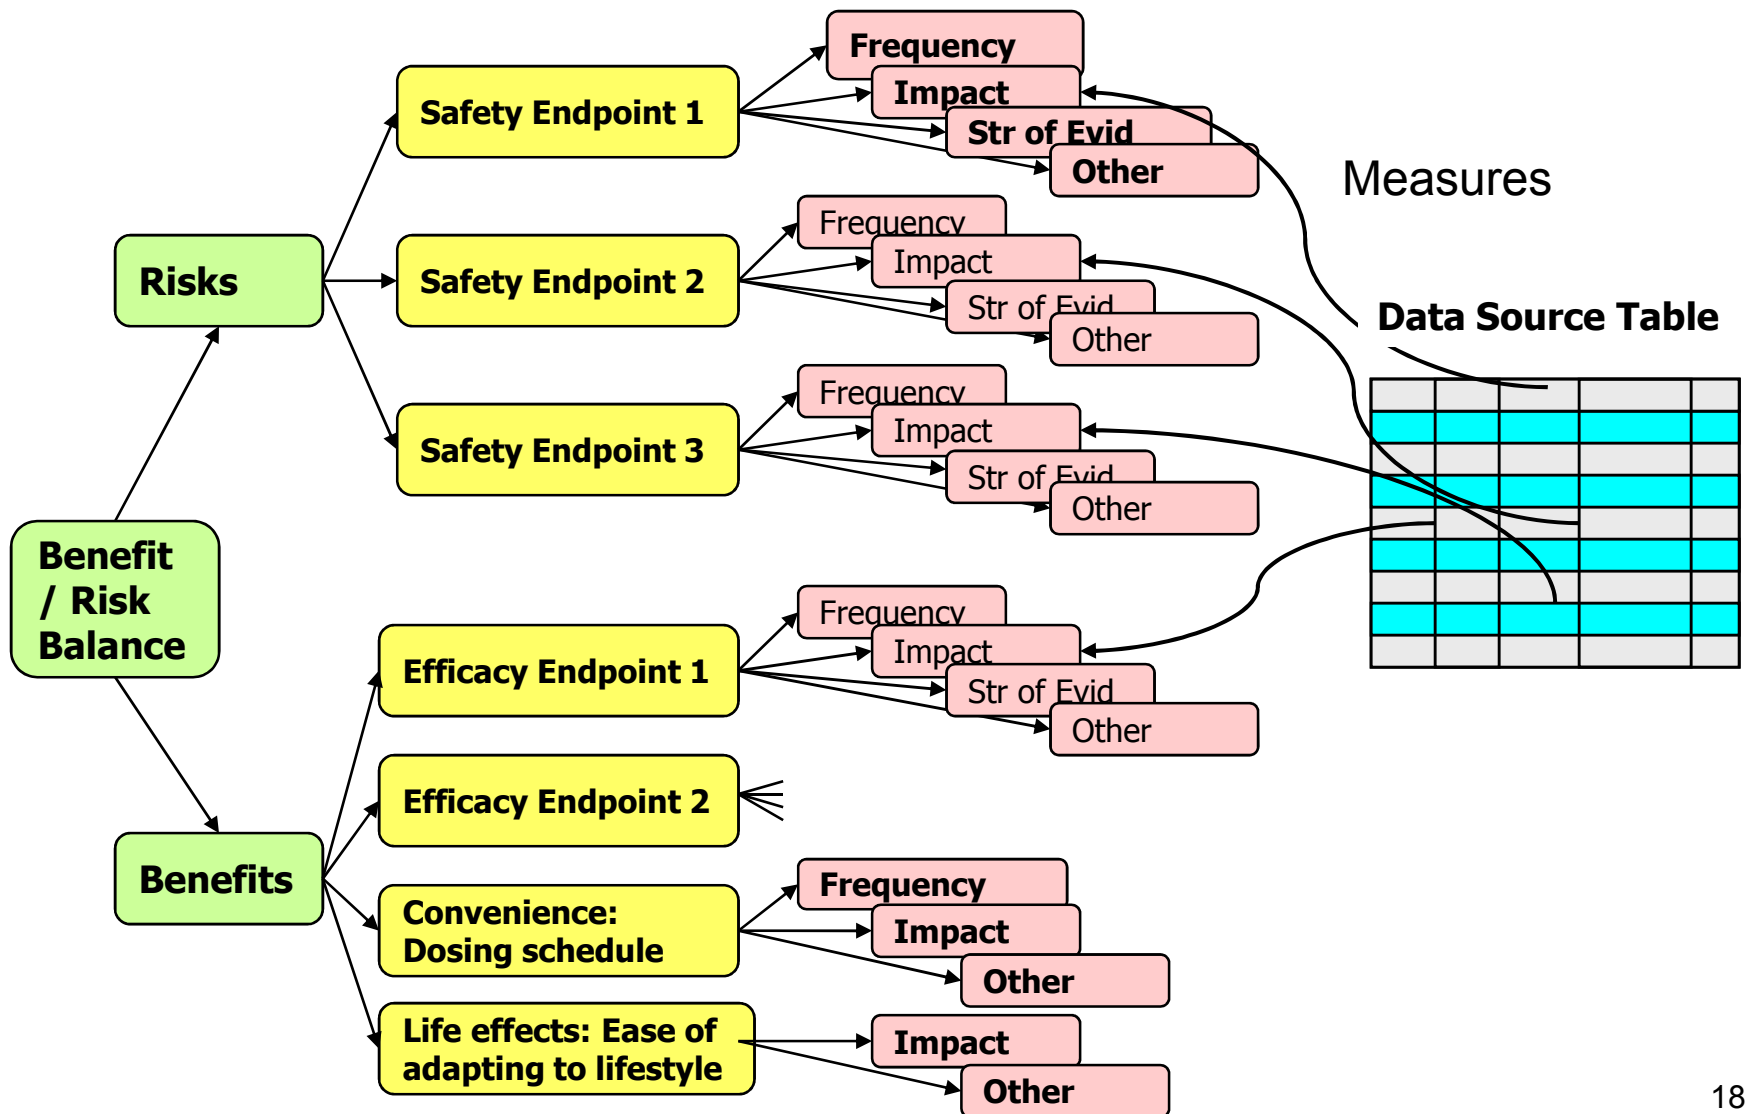 Frequency
Impact
Safety Endpoint 1
Str of Evid
Other
Measures
Frequency
Impact
Risks
Safety Endpoint 2
Str of Evid
Other
Data Source Table
Frequency
Impact
Safety Endpoint 3
Str of Evid
Other
Benefit
/ Risk
Balance
Frequency
Impact
Efficacy Endpoint 1
Str of Evid
Other
Efficacy Endpoint 2
Benefits
Frequency
Convenience:
Dosing schedule
Impact
Other
Life effects: Ease of
adapting to lifestyle
Impact
Other
18